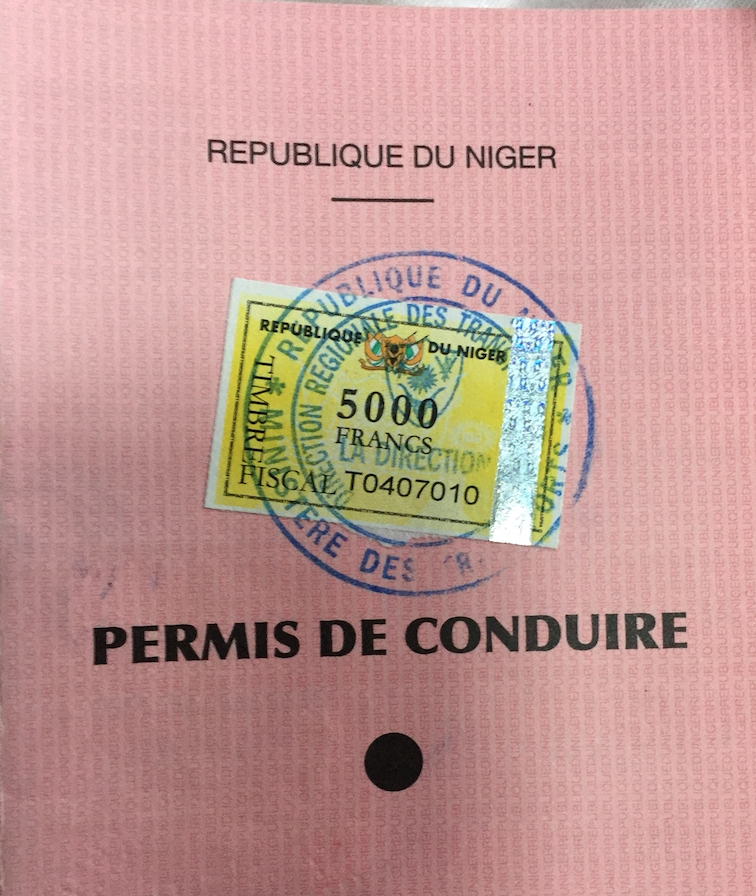 REPUBLIQUE DU NIGER
REPUBLIQUE DU
MINISTERE DES
DIRECTION REGIONALE DES
LA DIRECTION
REPUBLIQUE DU NIGER
TIMBRE
5000
FRANCS
FISCAL T0407010
PERMIS DE CONDUIRE